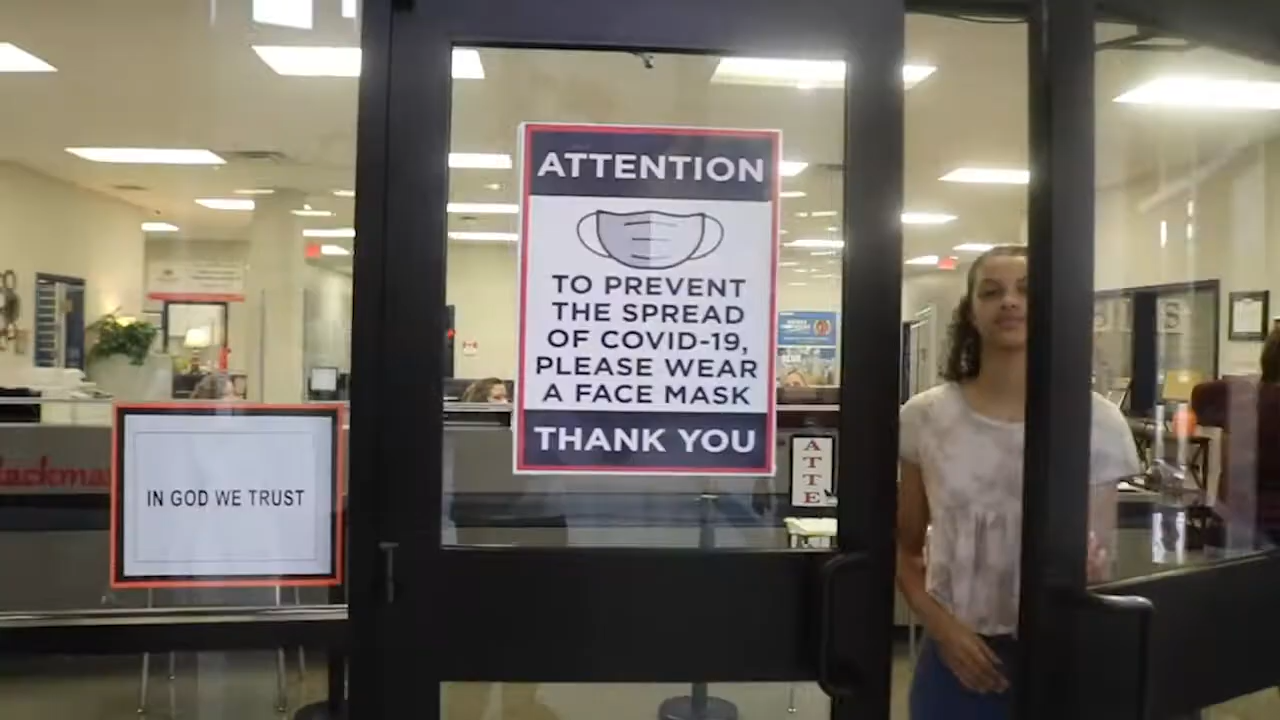 ATTENTION
TO PREVENT
THE SPREAD
OF COVID-19,
PLEASE WEAR
A FACE MASK
THANK YOU
IN GOD WE TRUST
A
T
T
E